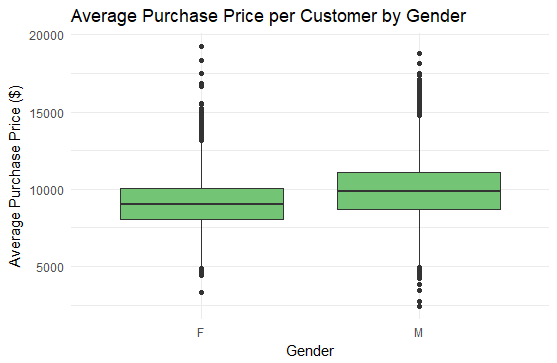 Average Purchase Price per Customer by Gender
Average Purchase Price ($)
20000
15000
10000
5000
F
M
Gender